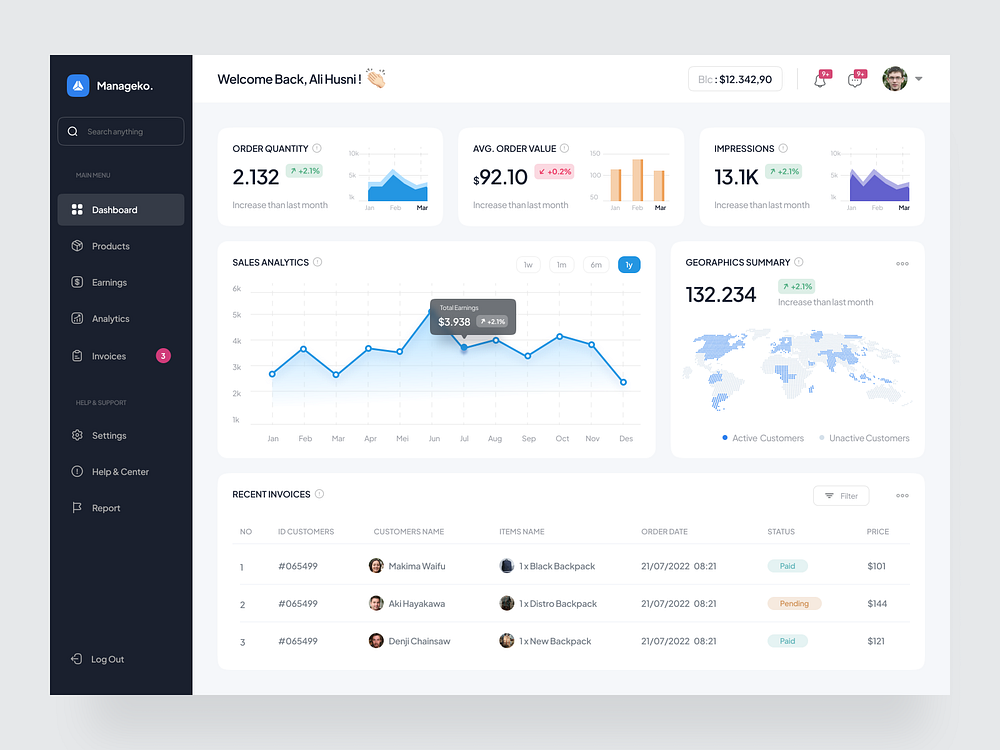 Manageko.
Search anything
MAIN MENU
Dashboard
Products
Earnings
Analytics
Invoices 3
HELP & SUPPORT
Settings
Help & Center
Report
Log Out
Welcome Back, Ali Husni !
Blc : $12.342,90
9+
9+
ORDER QUANTITY
2.132 +2.1%
Increase than last month
10k
5k
1k
Jan Feb Mar
AVG. ORDER VALUE
$92.10 +0.2%
Increase than last month
150
100
50
Jan Feb Mar
IMPRESSIONS
13.1K +2.1%
Increase than last month
10k
5k
1k
Jan Feb Mar
SALES ANALYTICS
1w 1m 6m 1y
6k
5k
4k
3k
2k
1k
Total Earnings
$3.938 +2.1%
Jan Feb Mar Apr Mei Jun Jul Aug Sep Oct Nov Des
GEORAPHICS SUMMARY
132.234 +2.1%
Increase than last month
Active Customers Unactive Customers
RECENT INVOICES
Filter
NO ID CUSTOMERS CUSTOMERS NAME ITEMS NAME ORDER DATE STATUS PRICE
1 #065499 Makima Waifu 1 x Black Backpack 21/07/2022 08:21 Paid $101
2 #065499 Aki Hayakawa 1 x Distro Backpack 21/07/2022 08:21 Pending $144
3 #065499 Denji Chainsaw 1 x New Backpack 21/07/2022 08:21 Paid $121